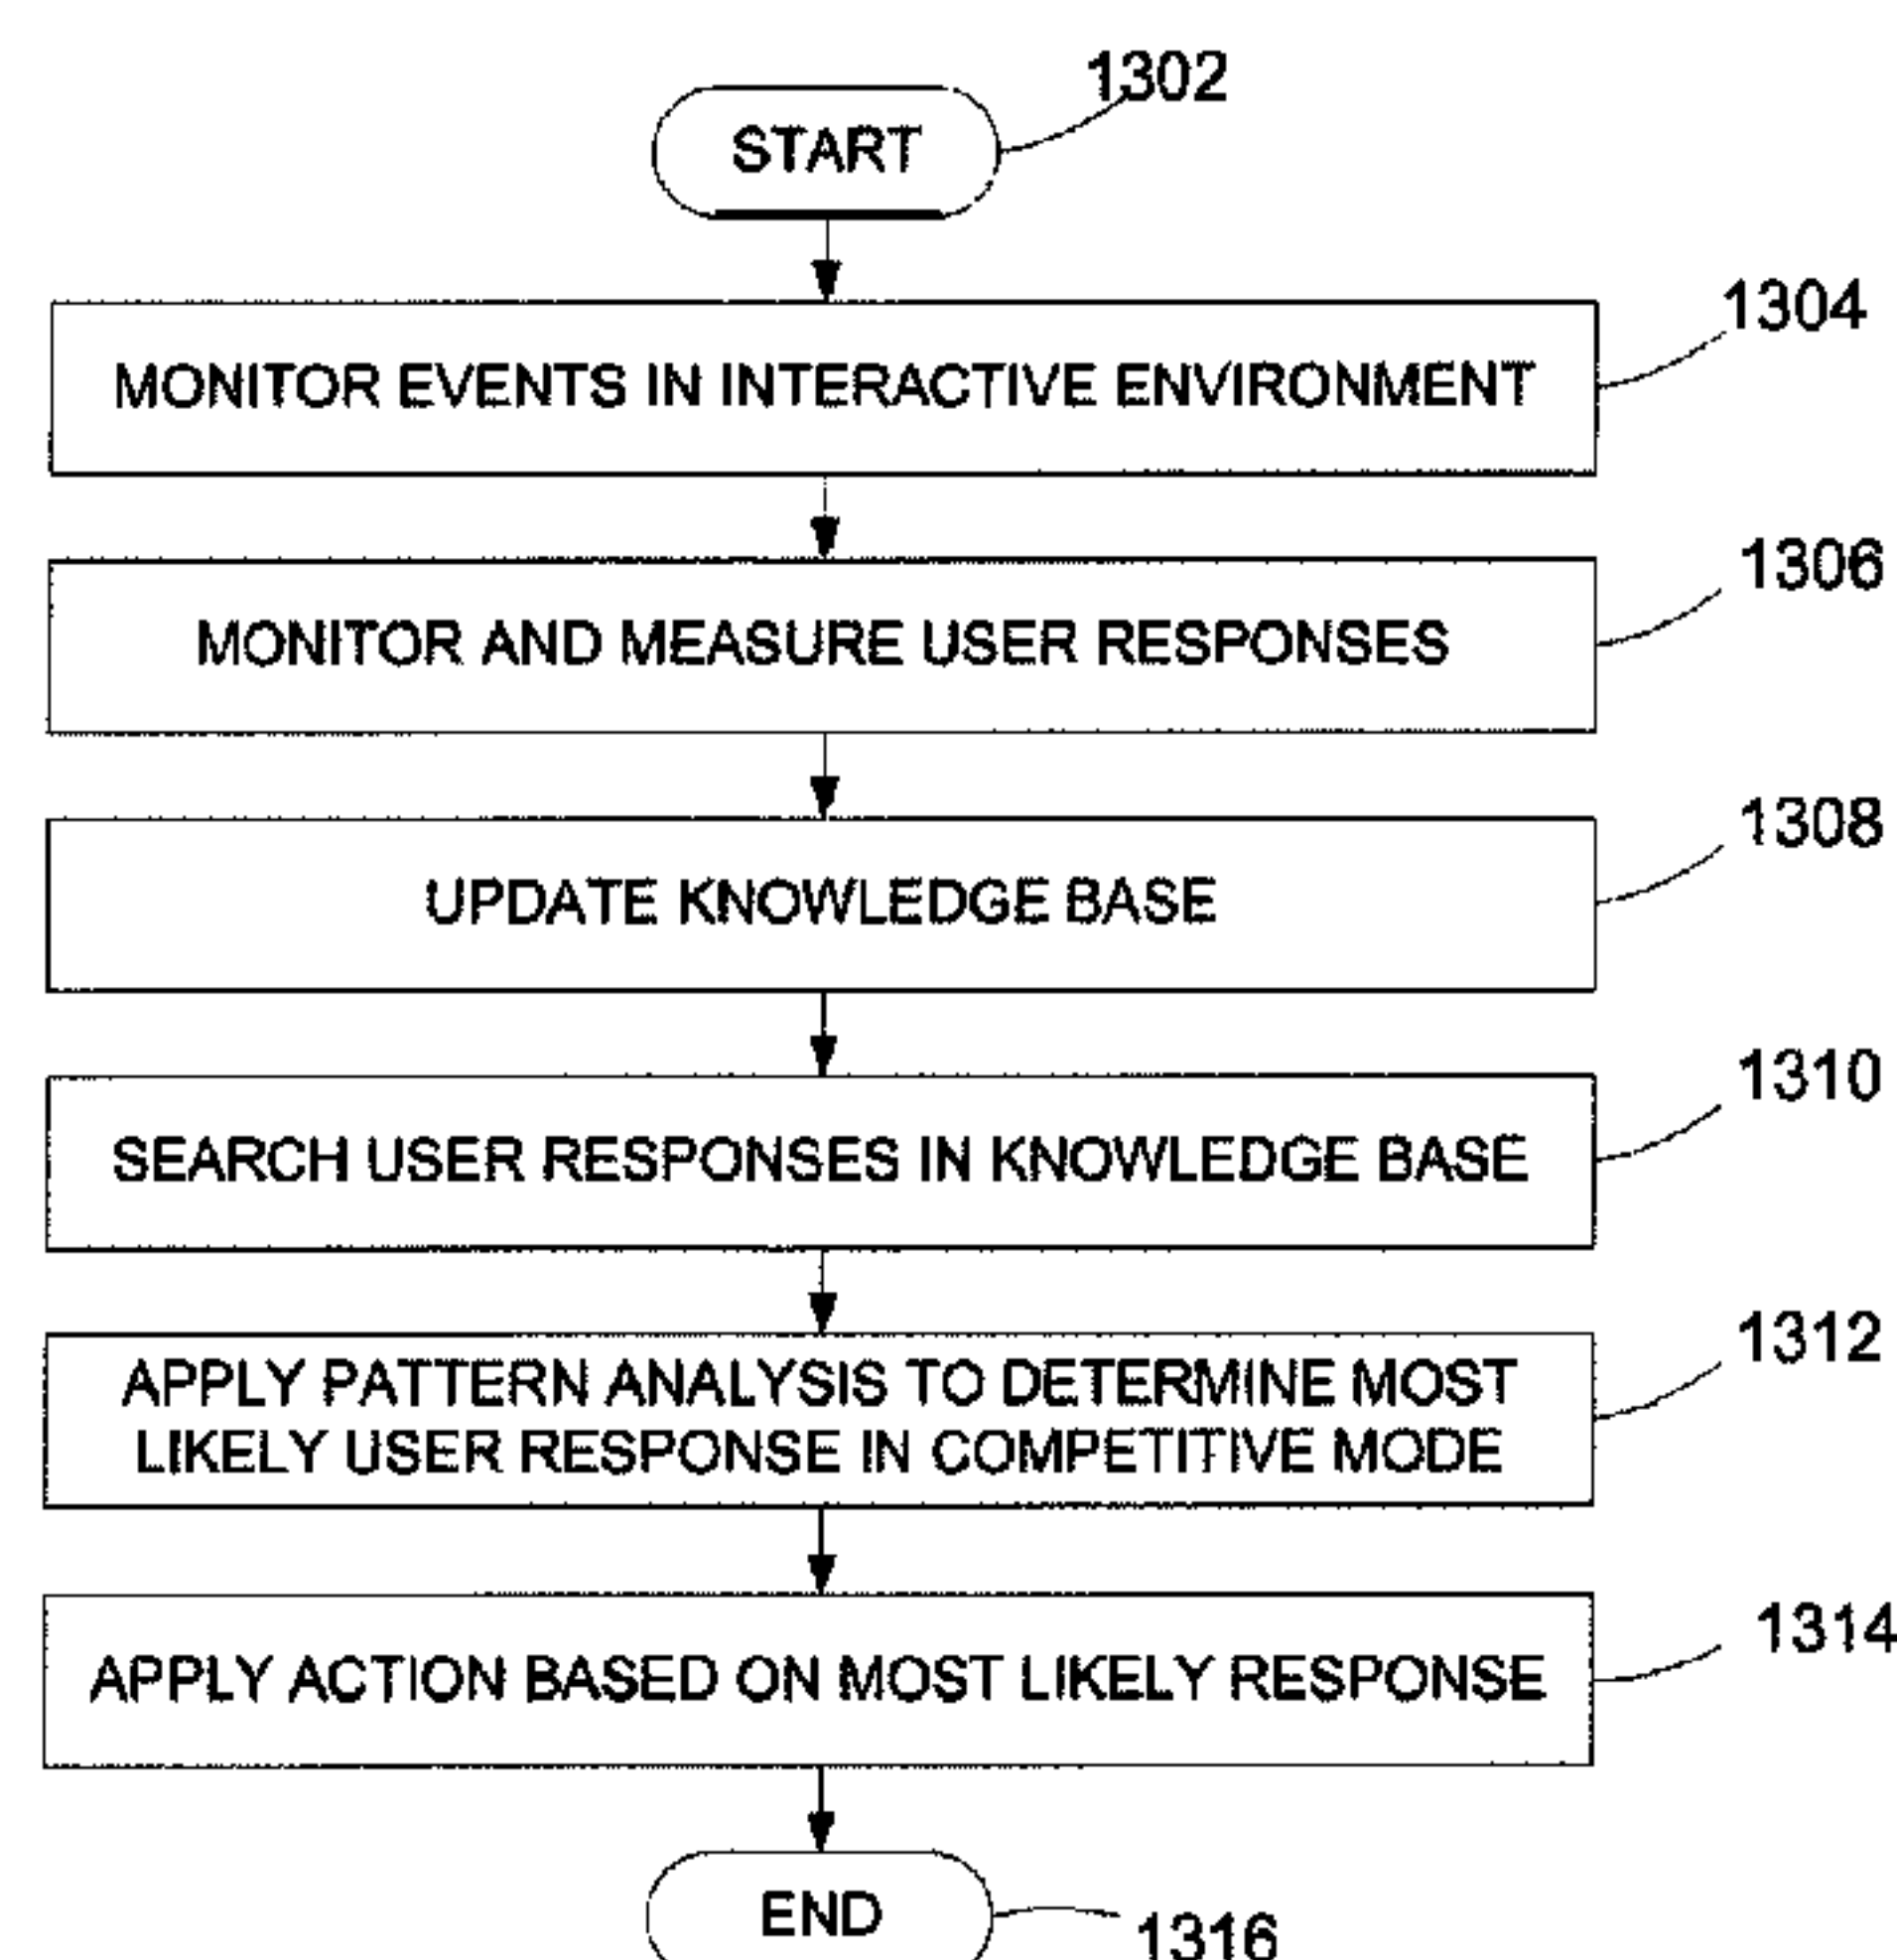 1302
START
1304
MONITOR EVENTS IN INTERACTIVE ENVIRONMENT
1306
MONITOR AND MEASURE USER RESPONSES
1308
UPDATE KNOWLEDGE BASE
1310
SEARCH USER RESPONSES IN KNOWLEDGE BASE
1312
APPLY PATTERN ANALYSIS TO DETERMINE MOST
LIKELY USER RESPONSE IN COMPETITIVE MODE
1314
APPLY ACTION BASED ON MOST LIKELY RESPONSE
END
1316